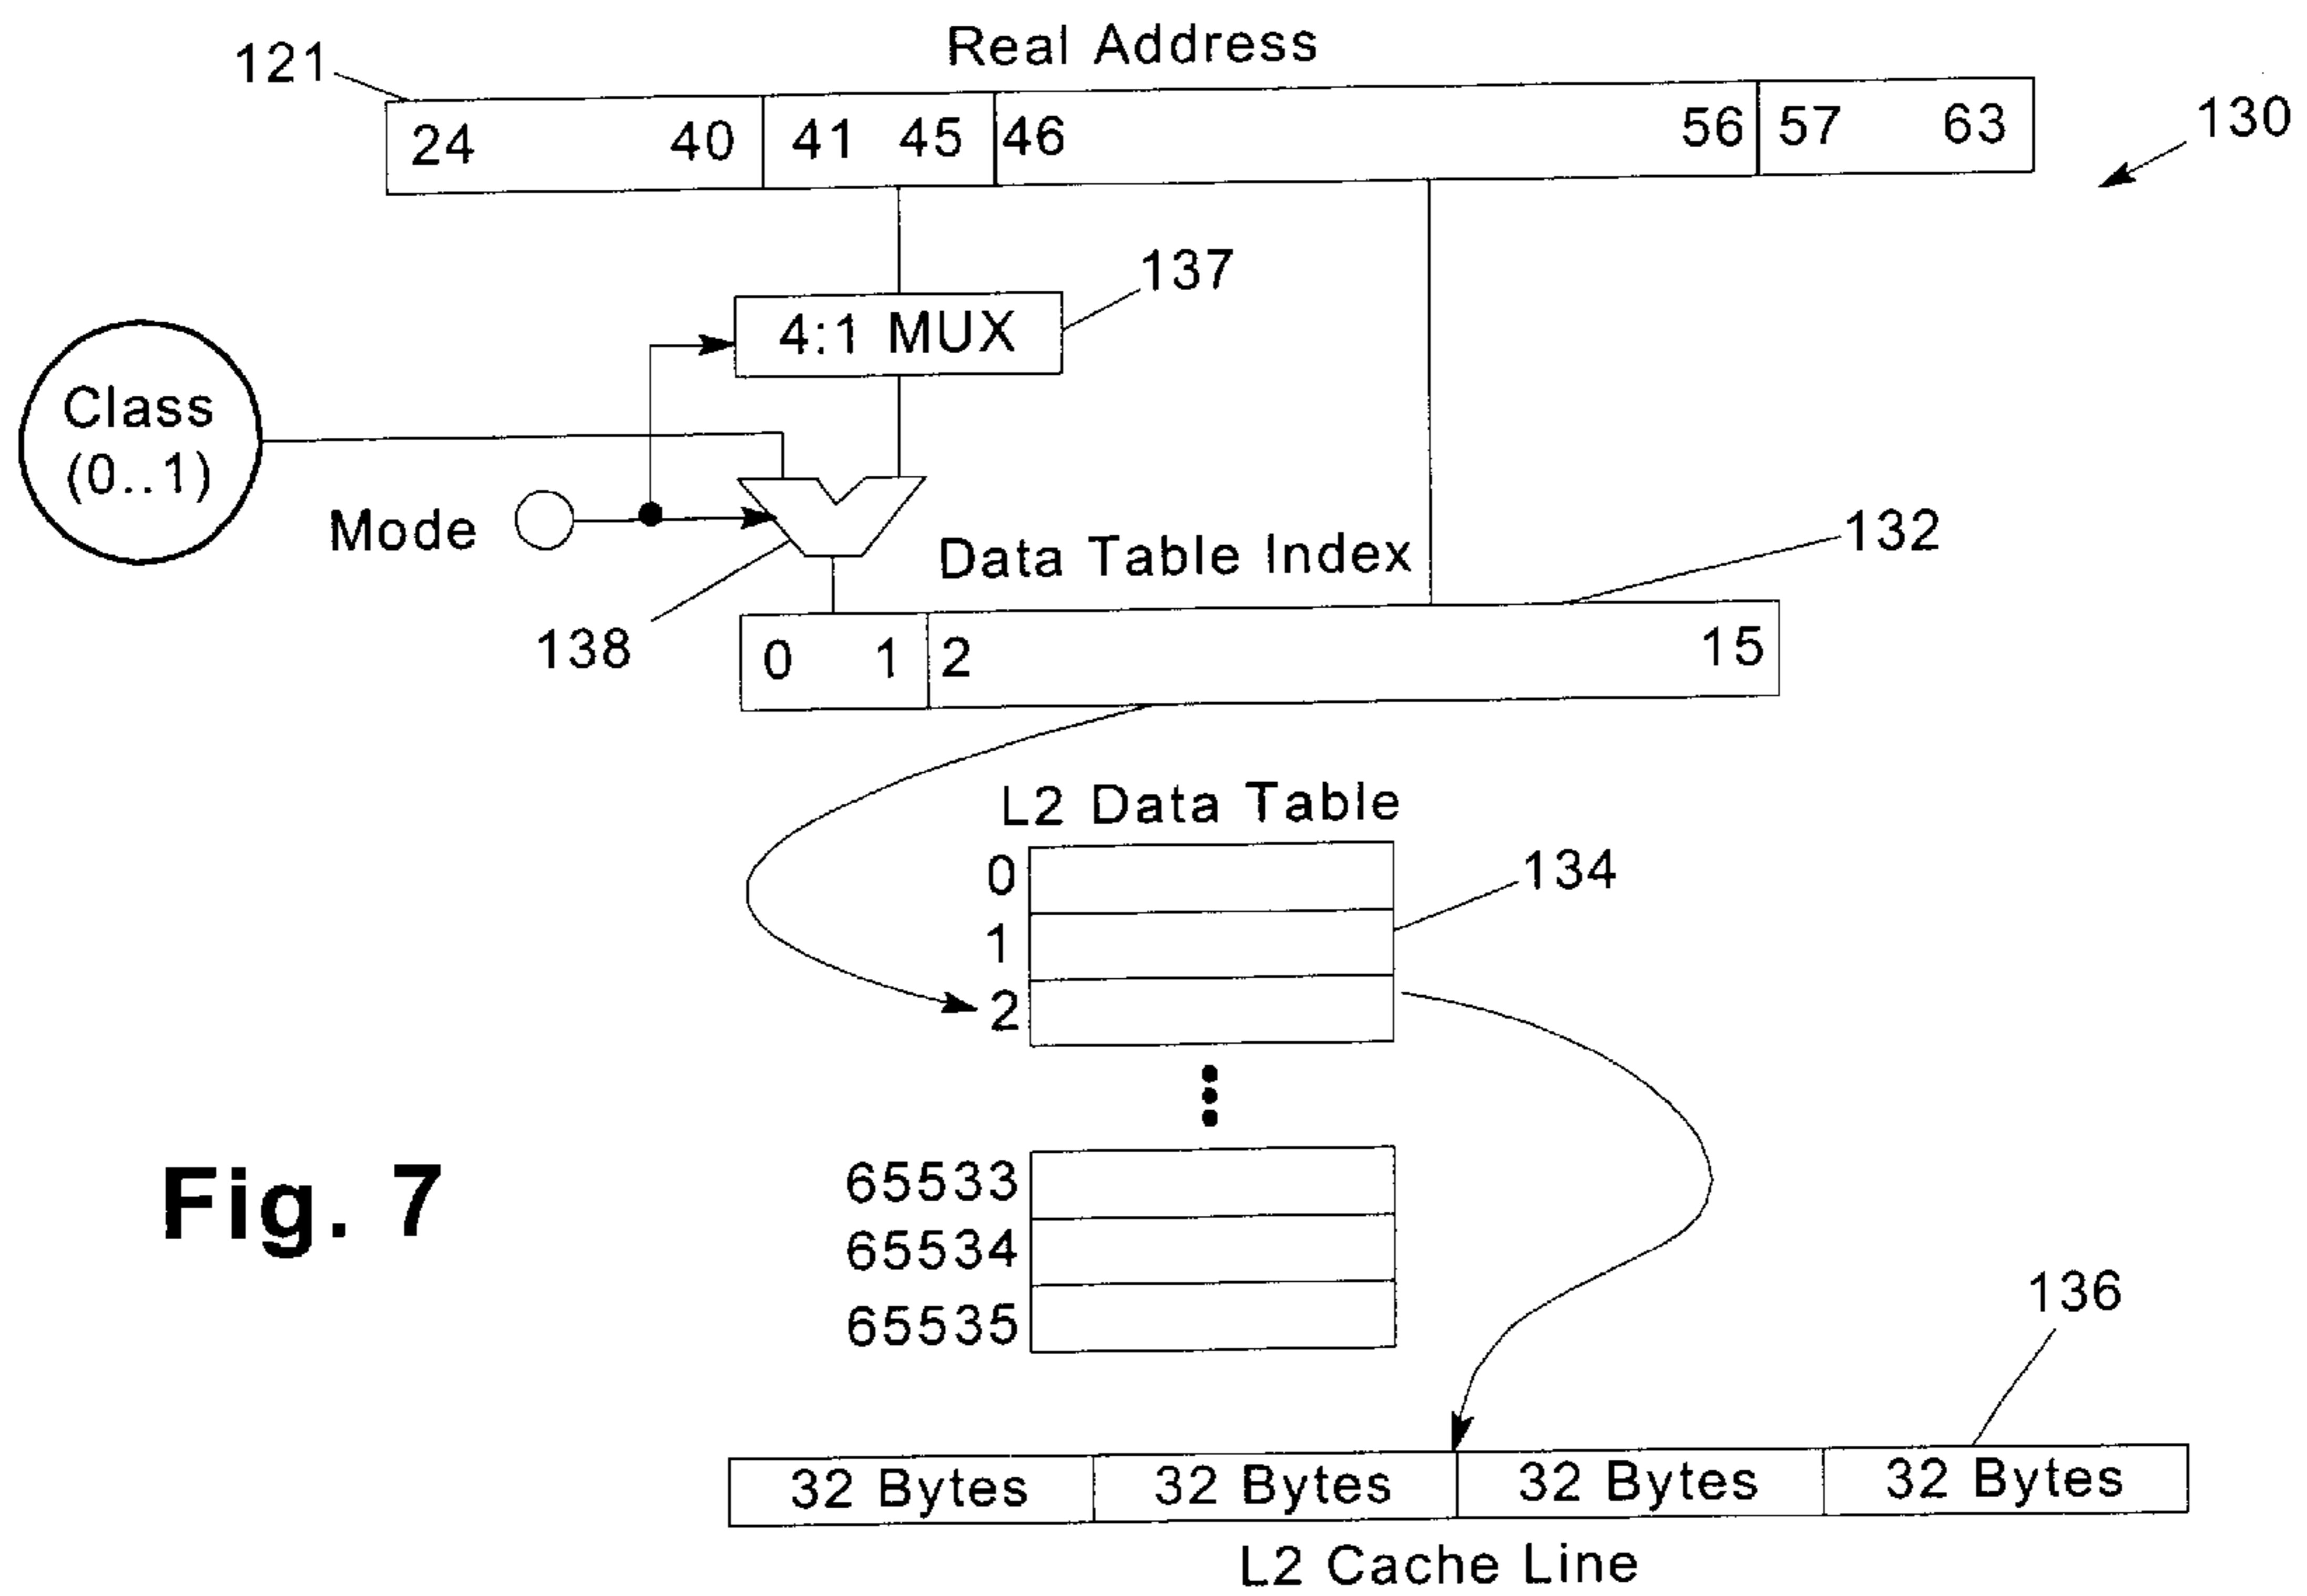 Real Address
121
24 40 41 45 46 56 57 63
130
137
4:1 MUX
Class
(0..1)
Mode
132
Data Table Index
138
0 1 2 15
L2 Data Table
0
134
1
2
65533
65534
65535
Fig. 7
136
32 Bytes 32 Bytes 32 Bytes 32 Bytes
L2 Cache Line